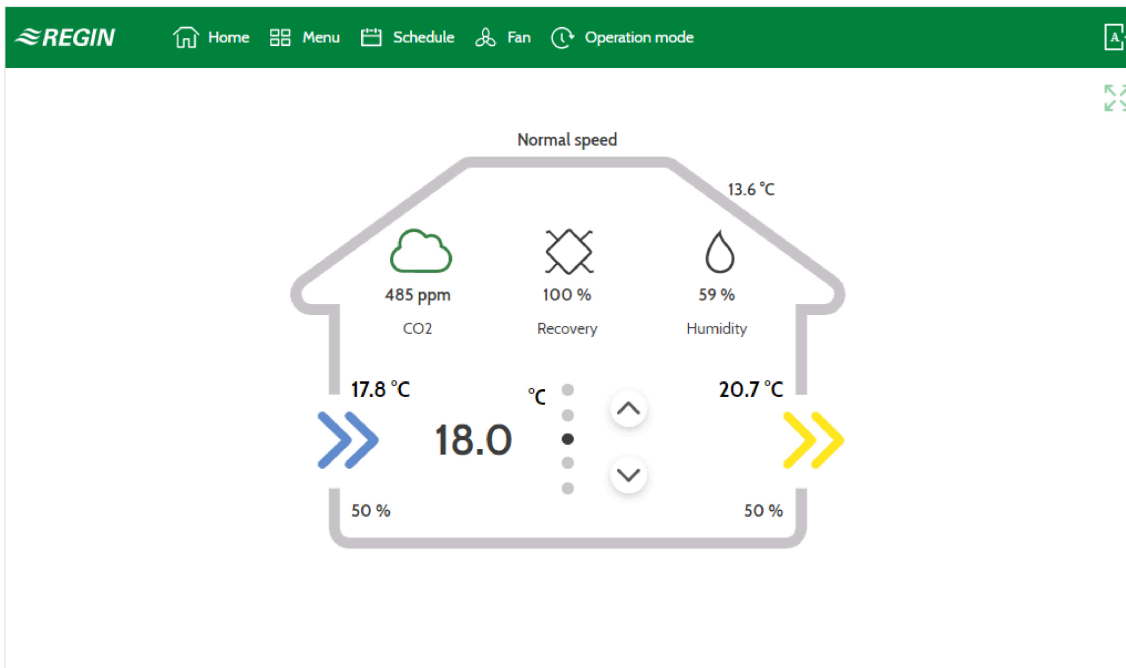 REGIN Home Menu Schedule Fan Operation mode A
Normal speed
13.6 °C
485 ppm 100 % 59 %
CO2 Recovery Humidity
17.8 °C °C 20.7 °C
18.0
50 % 50 %